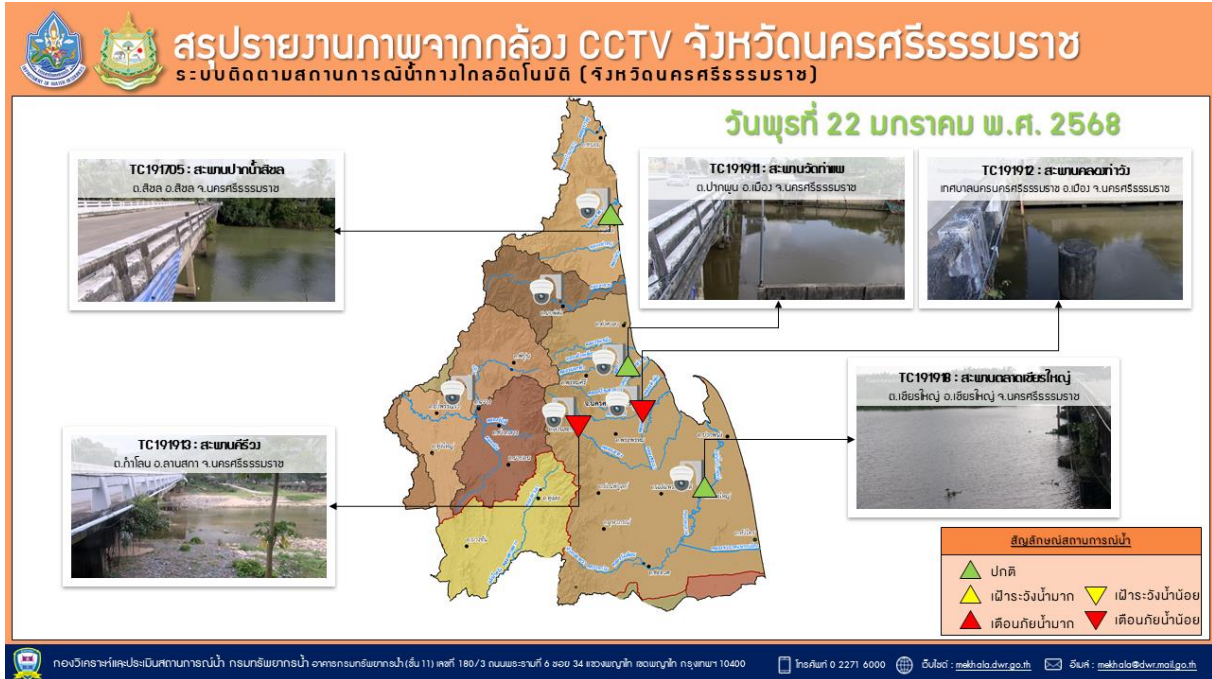 สรุปรายงานภาพจากกล้อง CCTV จังหวัดนครศรีธรรมราช
ระบบติดตามสถานการณ์น้ำทางไกลอัตโนมัติ (จังหวัดนครศรีธรรมราช)
วันพุธที่ 22 มกราคม พ.ศ. 2568
TC191705 : สะพานปากน้ำสิชล
ต.สิชล อ.สิชล จ.นครศรีธรรมราช
TC191911 : สะพานวัดท่าแพ
ต.ปากพูน อ.เมือง จ.นครศรีธรรมราช
TC191912 : สะพานคลองท่าวัง
เทศบาลนครนครศรีธรรมราช อ.เมือง จ.นครศรีธรรมราช
TC191918 : สะพานตลาดเชียรใหญ่
ต.เชียรใหญ่ อ.เชียรใหญ่ จ.นครศรีธรรมราช
TC191913 : สะพานคีรีวง
ต.กำโลน อ.ลานสกา จ.นครศรีธรรมราช
สัญลักษณ์สถานการณ์น้ำ
ปกติ
เฝ้าระวังน้ำมาก เฝ้าระวังน้ำน้อย
เตือนภัยน้ำมาก เตือนภัยน้ำน้อย
กองวิเคราะห์และประเมินสถานการณ์น้ำ กรมทรัพยากรน้ำ อาคารกรมทรัพยากรน้ำ (ชั้น 11) เลขที่ 180/3 ถนนพระรามที่ 6 ซอย 34 แขวงพญาไท เขตพญาไท กรุงเทพฯ 10400 โทรศัพท์ 0 2271 6000 เว็บไซต์ : mekhala.dwr.go.th อีเมล์ : mekhala@dwr.mail.go.th